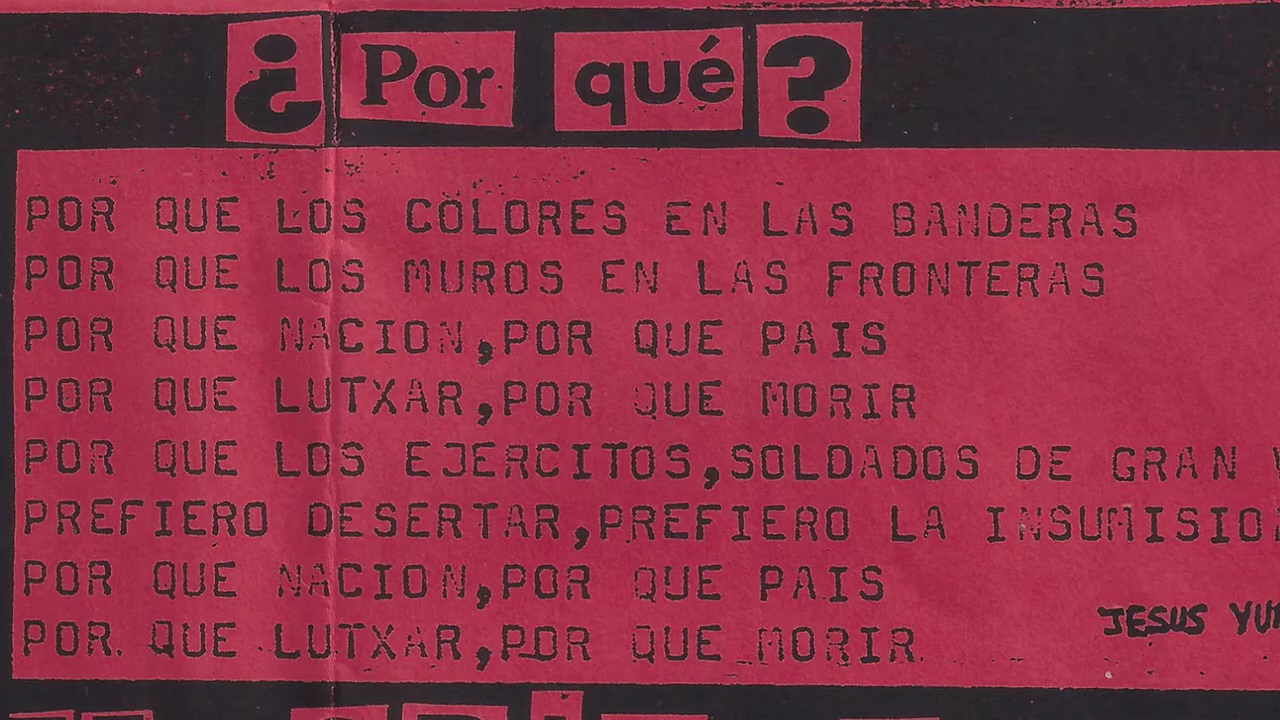 ¿Por qué?
POR QUE LOS COLORES EN LAS BANDERAS
POR QUE LOS MUROS EN LAS FRONTERAS
POR QUE NACION,POR QUE PAIS
POR QUE LUTXAR,POR QUE MORIR
POR QUE LOS EJERCITOS,SOLDADOS DE GRAN
PREFIERO DESERTAR,PREFIERO LA INSUMISIO
POR QUE NACION,POR QUE PAIS
JESUS
POR QUE LUTXAR,POR QUE MORIR